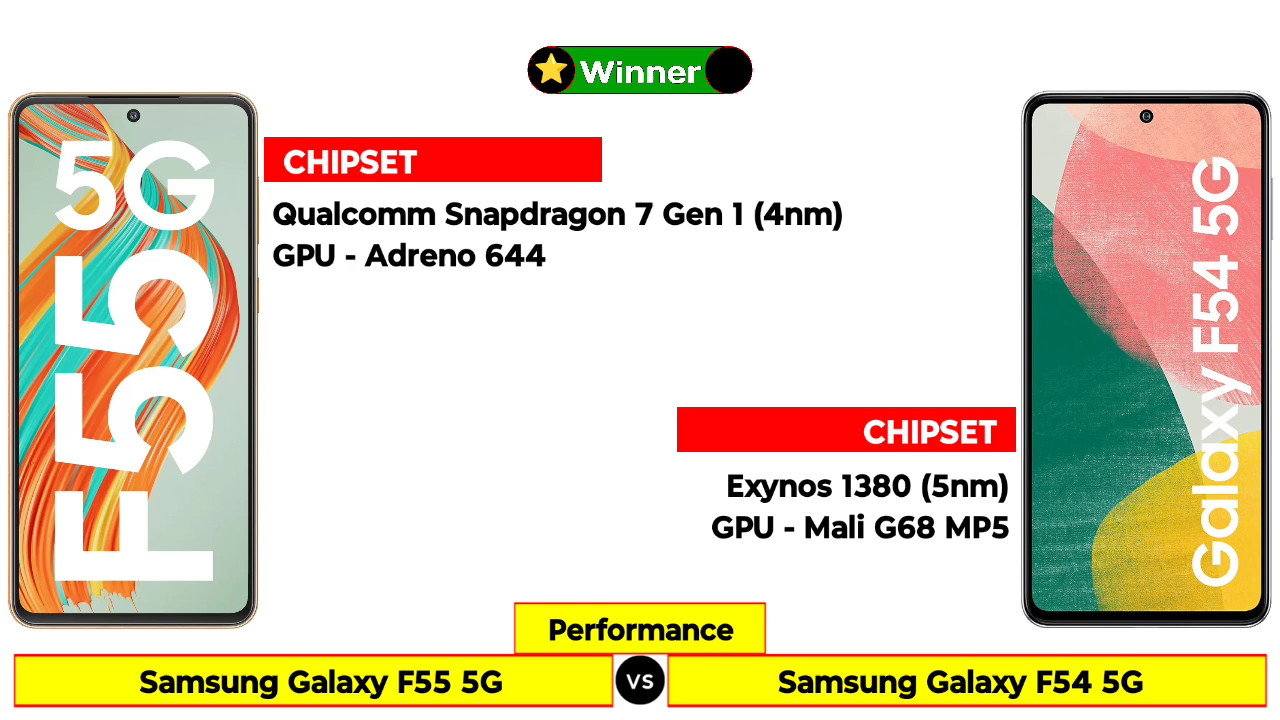 Winner
5G
F55
CHIPSET
Qualcomm Snapdragon 7 Gen 1 (4nm)
GPU - Adreno 644
Galaxy F54 5G
CHIPSET
Exynos 1380 (5nm)
GPU - Mali G68 MP5
Performance
Samsung Galaxy F55 5G
VS
Samsung Galaxy F54 5G